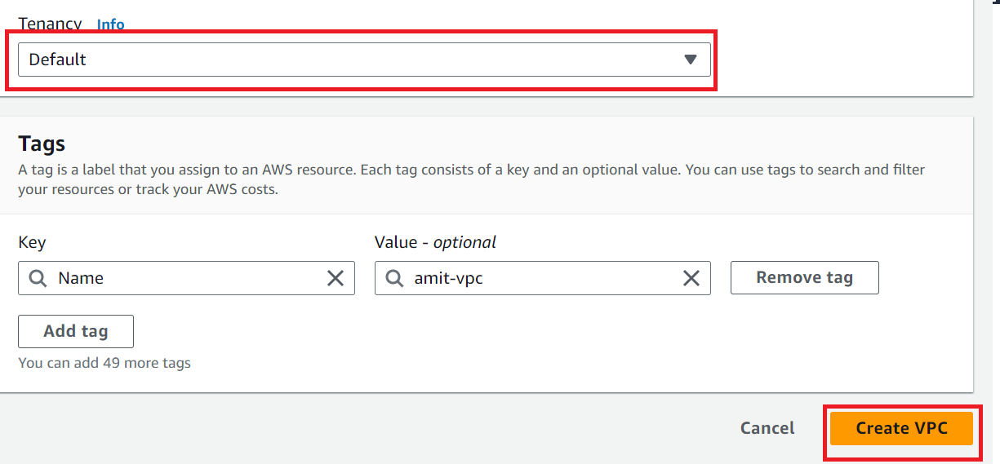 Tenancy Info
Default
Tags
A tag is a label that you assign to an AWS resource. Each tag consists of a key and an optional value. You can use tags to search and filter
your resources or track your AWS costs.
Key Value - optional
Name amit-vpc Remove tag
Add tag
You can add 49 more tags
Cancel Create VPC